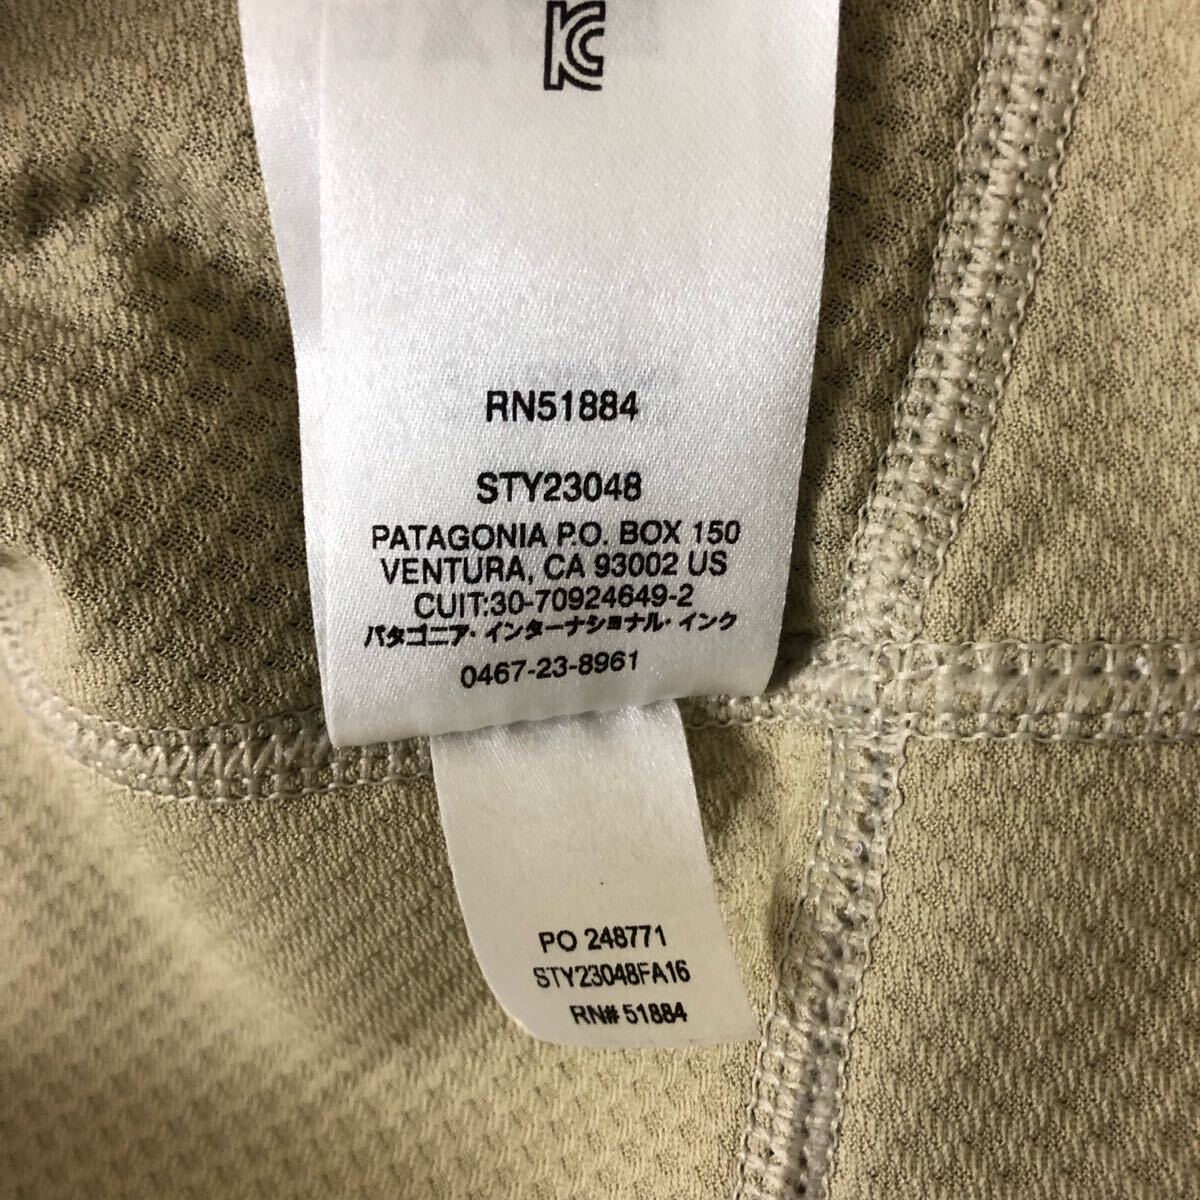 KC
RN51884
STY23048
PATAGONIA P.O. BOX 150
VENTURA, CA 93002 US
CUIT:30-70924649-2
パタゴニア・インターナショナル・インク
0467-23-8961
PO 248771
STY23048FA16
RN# 51884